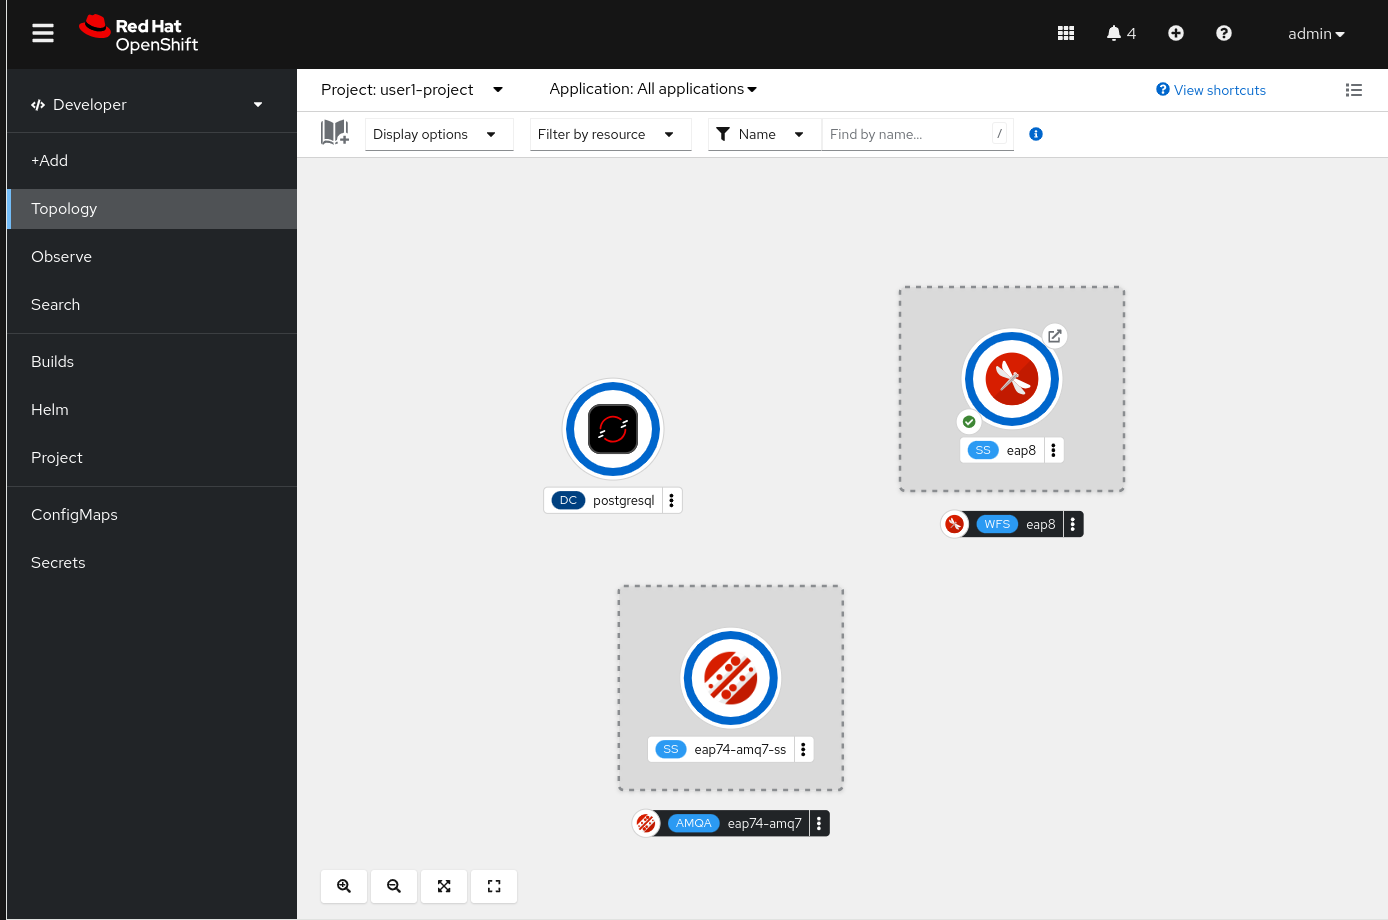 Red Hat
OpenShift
4
admin
Developer
+Add
Topology
Observe
Search
Builds
Helm
Project
ConfigMaps
Secrets
Project: user1-project
Application: All applications
View shortcuts
Display options
Filter by resource
Name
Find by name...
/
SS eap8
WFS eap8
DC postgresql
SS eap74-amq7-ss
AMQA eap74-amq7